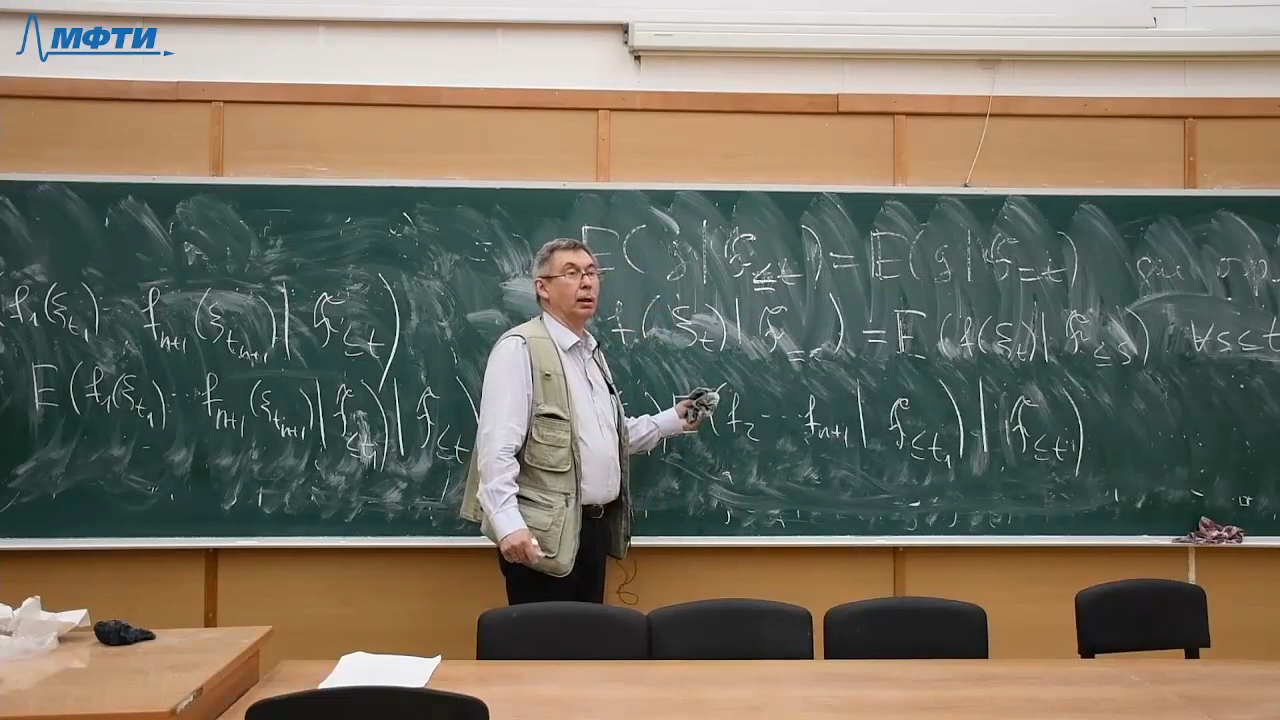 МФТИ
E(g|𝓕≤t) = E(g|𝓕=t)
f₁(ξt₁)· fn+1(ξtn+1)| 𝓕≤t)
f(ξt)|𝓕=s) = E(f(ξt)|𝓕≤s) ∀s≤t
E(f₁(ξt₁)·· fn+1(ξtn+1)|𝓕≤t₁)|𝓕≤t)
(f₂ ··· fn+1|𝓕≤t₁)|𝓕≤t)